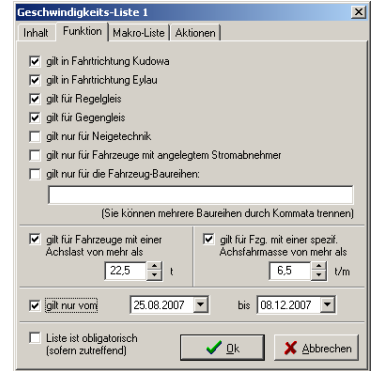 Geschwindigkeits-Liste 1
Inhalt Funktion Makro-Liste Aktionen
gilt in Fahrtrichtung Kudowa
gilt in Fahrtrichtung Eylau
gilt für Regelgleis
gilt für Gegengleis
gilt nur für Neigetechnik
gilt nur für Fahrzeuge mit angelegtem Stromabnehmer
gilt nur für die Fahrzeug-Baureihen:
(Sie können mehrere Baureihen durch Kommata trennen)
gilt für Fahrzeuge mit einer
Achslast von mehr als
22,5 t
gilt für Fzg. mit einer spezif.
Achsfahrmasse von mehr als
6,5 t/m
gilt nur vom 25.08.2007 bis 08.12.2007
Liste ist obligatorisch
(sofern zutreffend)
Ok Abbrechen